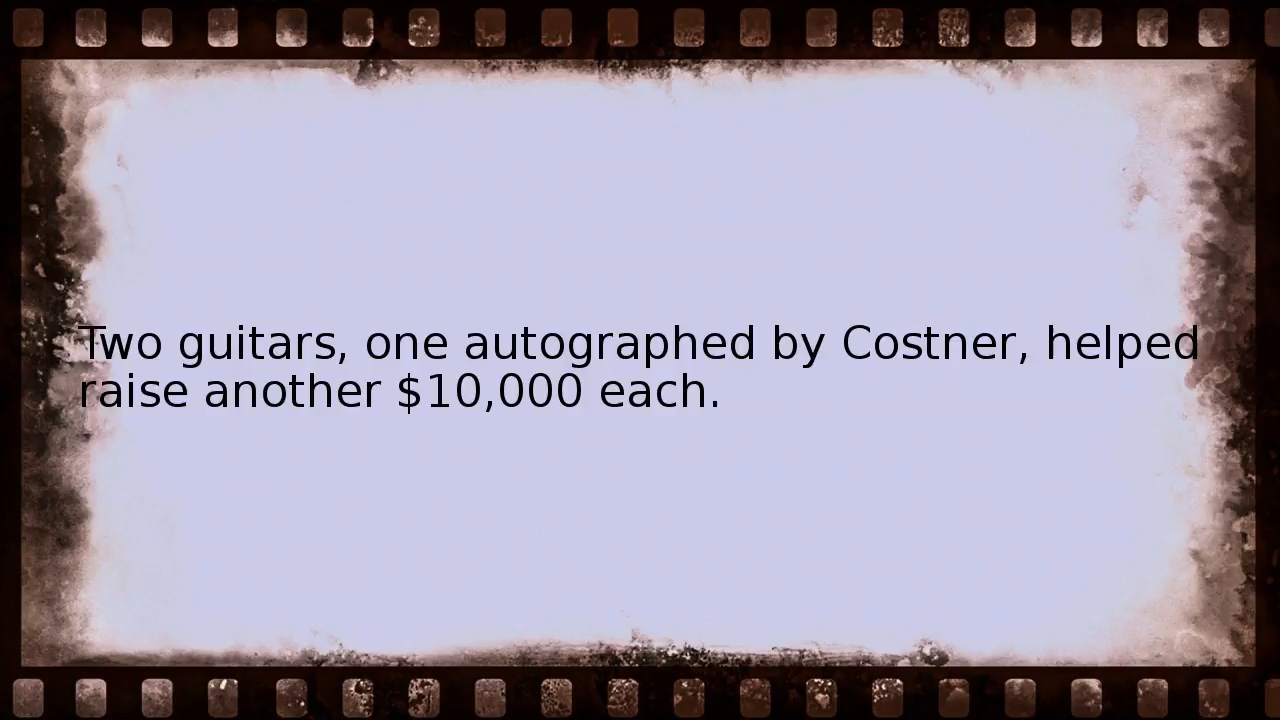 Two guitars, one autographed by Costner, helped
raise another $10,000 each.